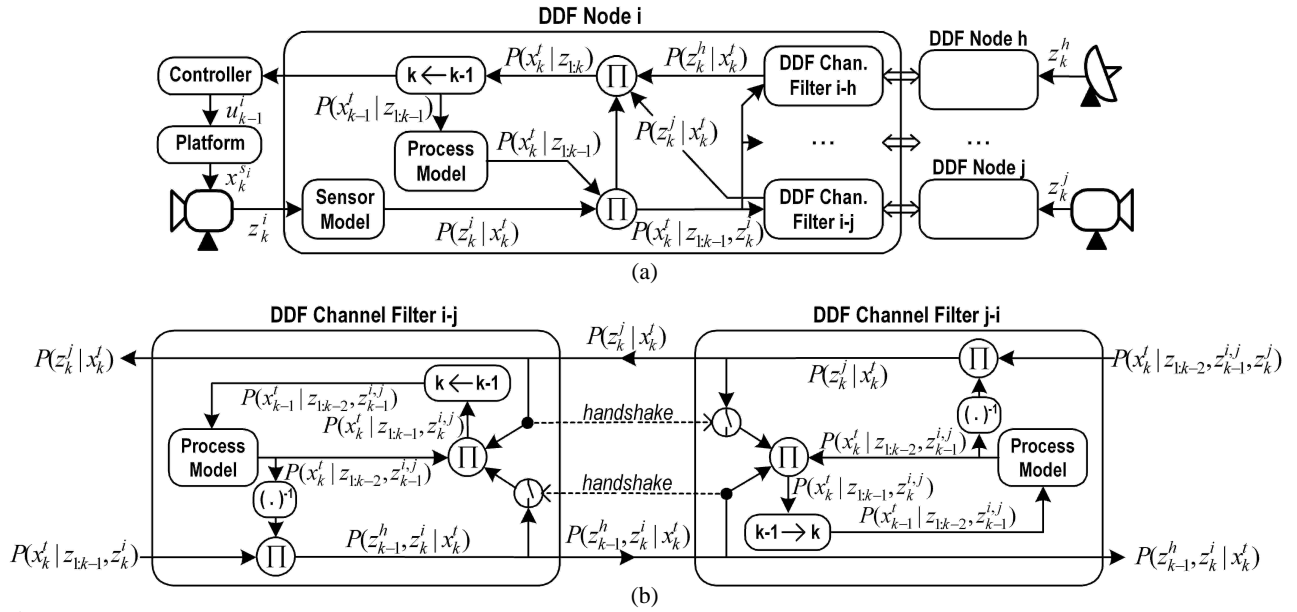 DDF Node i
DDF Node h
z_k^h
P(x_k^t | z_{1:k})
P(z_k^h | x_k^t)
DDF Chan.
Filter i-h
Controller
k ← k-1
∏
u_{k-1}^i
P(x_{k-1}^t | z_{1:k-1})
P(z_k^j | x_k^t)
Platform
Process
Model
P(x_k^t | z_{1:k-1})
...
...
...
x_k^{s_i}
DDF Node j
z_k^j
z_k^i
Sensor
Model
P(z_k^i | x_k^t)
∏
P(x_k^t | z_{1:k-1}, z_k^i)
DDF Chan.
Filter i-j
(a)
DDF Channel Filter i-j
DDF Channel Filter j-i
P(z_k^j | x_k^t)
P(z_k^j | x_k^t)
P(z_k^j | x_k^t)
∏
P(x_k^t | z_{1:k-2}, z_{k-1}^{i,j}, z_k^j)
k ← k-1
P(x_{k-1}^t | z_{1:k-2}, z_{k-1}^{i,j})
P(x_k^t | z_{1:k-1}, z_k^{i,j})
handshake
( . )^{-1}
Process
Model
∏
P(x_k^t | z_{1:k-2}, z_{k-1}^{i,j})
∏
P(x_k^t | z_{1:k-2}, z_{k-1}^{i,j})
Process
Model
( . )^{-1}
handshake
P(x_k^t | z_{1:k-1}, z_k^{i,j})
k-1 → k
P(x_{k-1}^t | z_{1:k-2}, z_{k-1}^{i,j})
P(x_k^t | z_{1:k-1}, z_k^i)
∏
P(z_{k-1}^h, z_k^i | x_k^t)
P(z_{k-1}^h, z_k^i | x_k^t)
P(z_{k-1}^h, z_k^i | x_k^t)
(b)